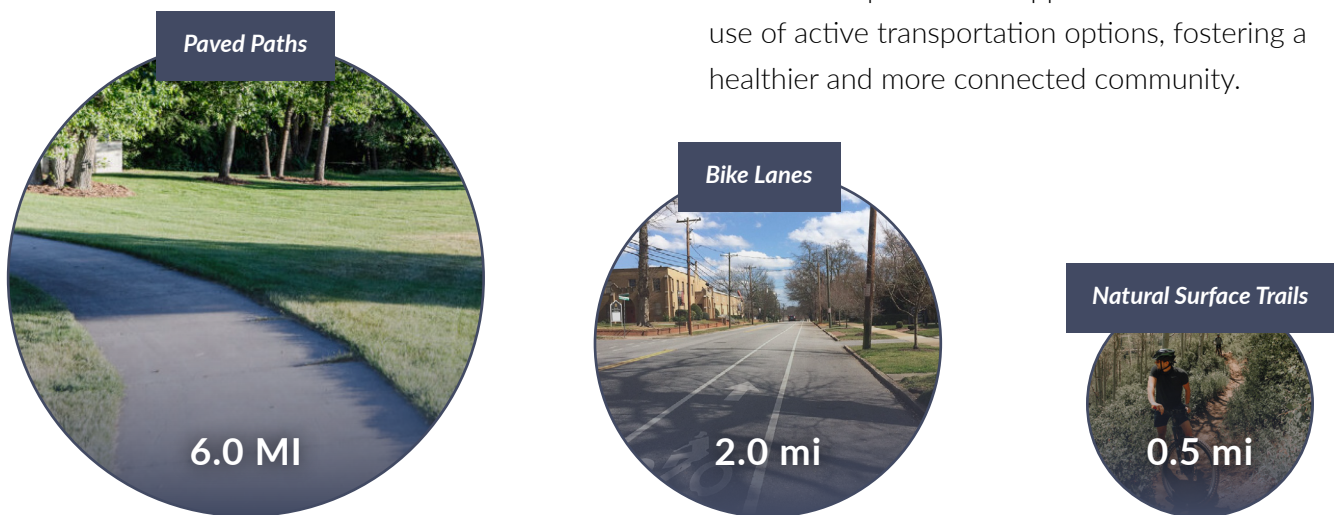 use of active transportation options, fostering a
healthier and more connected community.
Paved Paths
Bike Lanes
Natural Surface Trails
6.0 MI
2.0 mi
0.5 mi